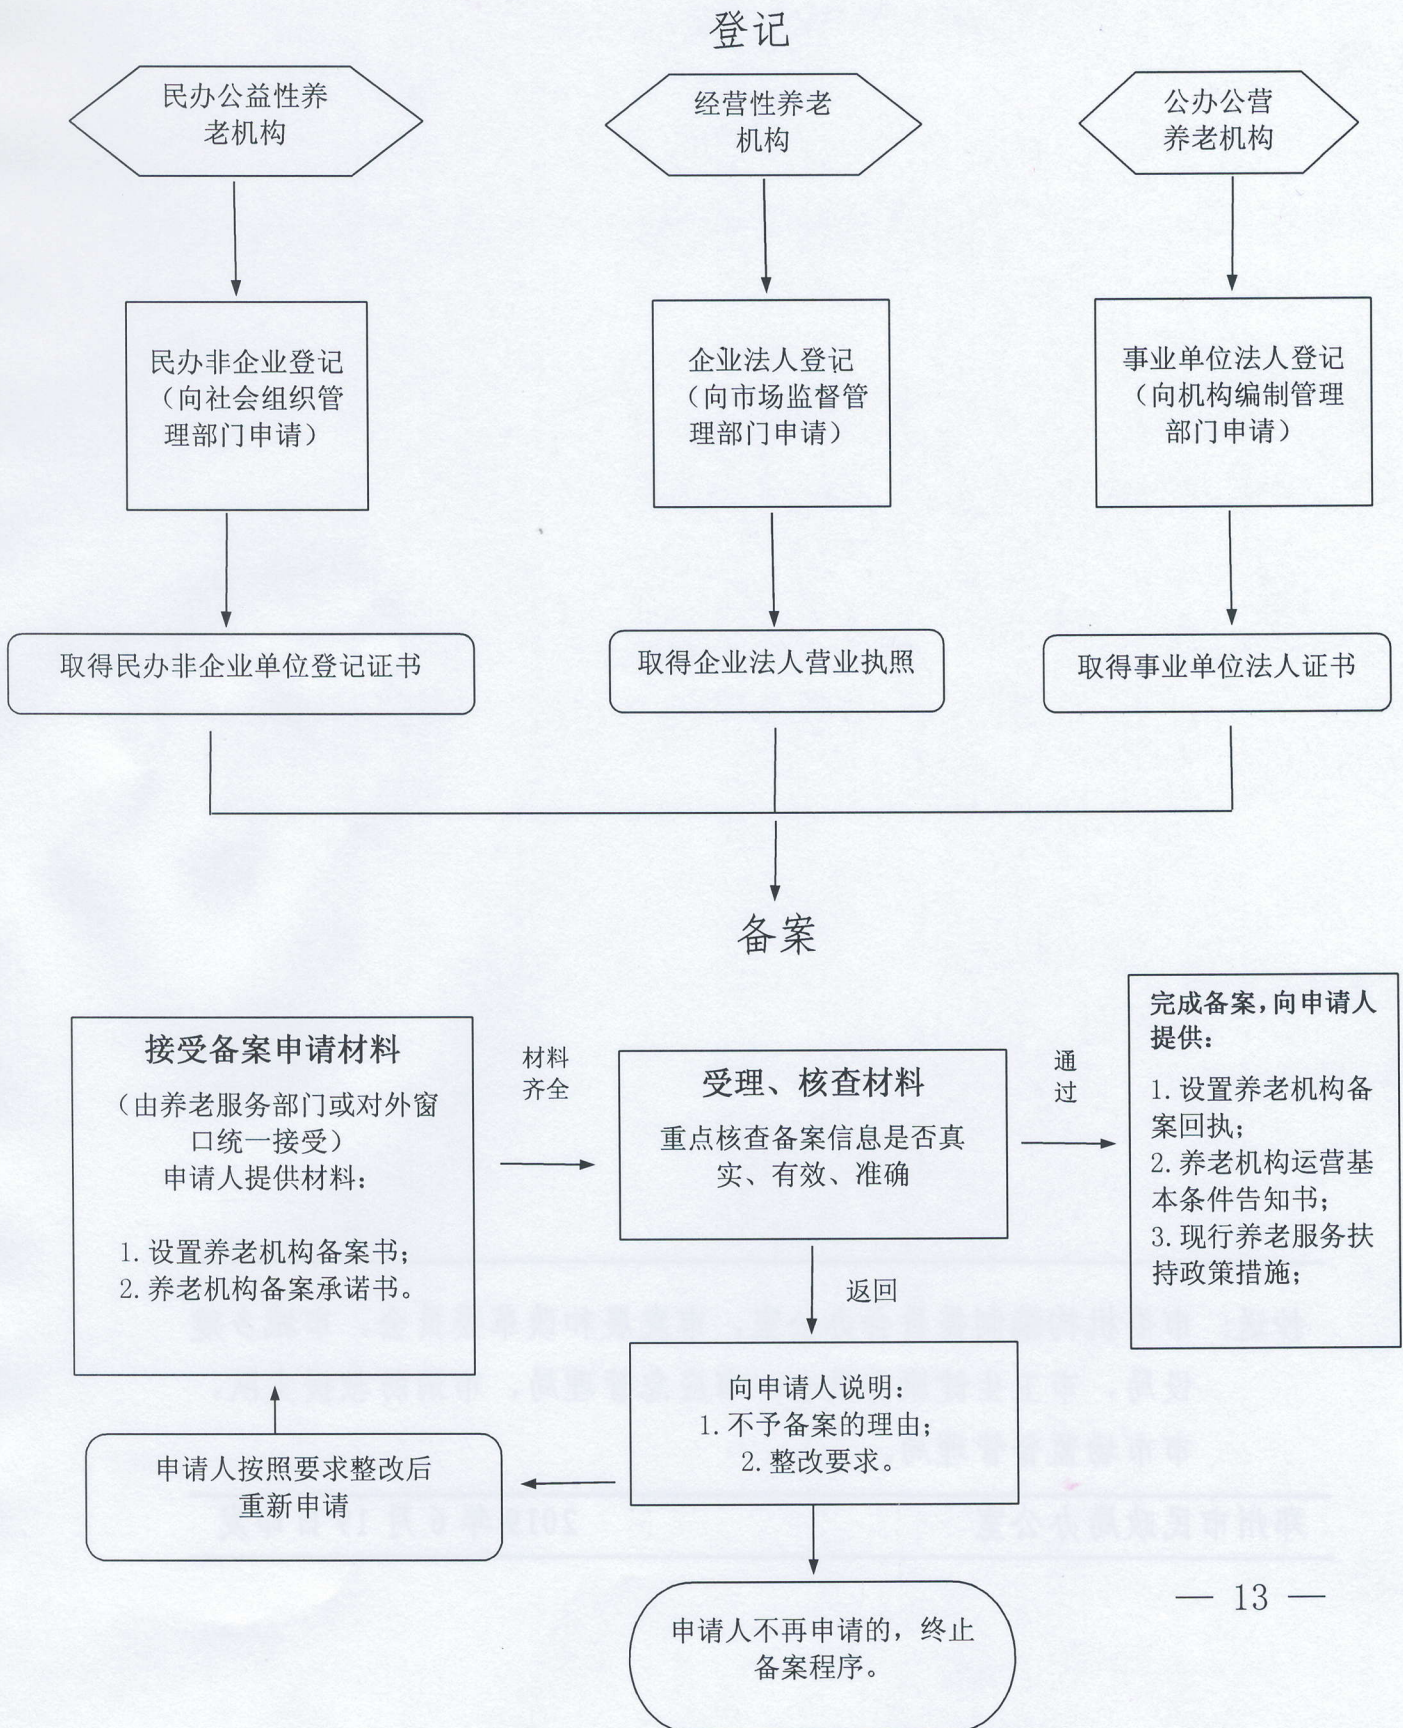 登记
民办公益性养
老机构
经营性养老
机构
公办公营
养老机构
民办非企业登记
（向社会组织管
理部门申请）
企业法人登记
（向市场监督管
理部门申请）
事业单位法人登记
（向机构编制管理
部门申请）
取得民办非企业单位登记证书
取得企业法人营业执照
取得事业单位法人证书
备案
接受备案申请材料
（由养老服务部门或对外窗
口统一接受）
申请人提供材料：
1.设置养老机构备案书；
2.养老机构备案承诺书。
材料
齐全
受理、核查材料
重点核查备案信息是否真
实、有效、准确
通
过
完成备案，向申请人
提供：
1.设置养老机构备
案回执；
2.养老机构运营基
本条件告知书；
3.现行养老服务扶
持政策措施；
返回
向申请人说明：
1.不予备案的理由；
2.整改要求。
申请人按照要求整改后
重新申请
申请人不再申请的，终止
备案程序。
— 13 —